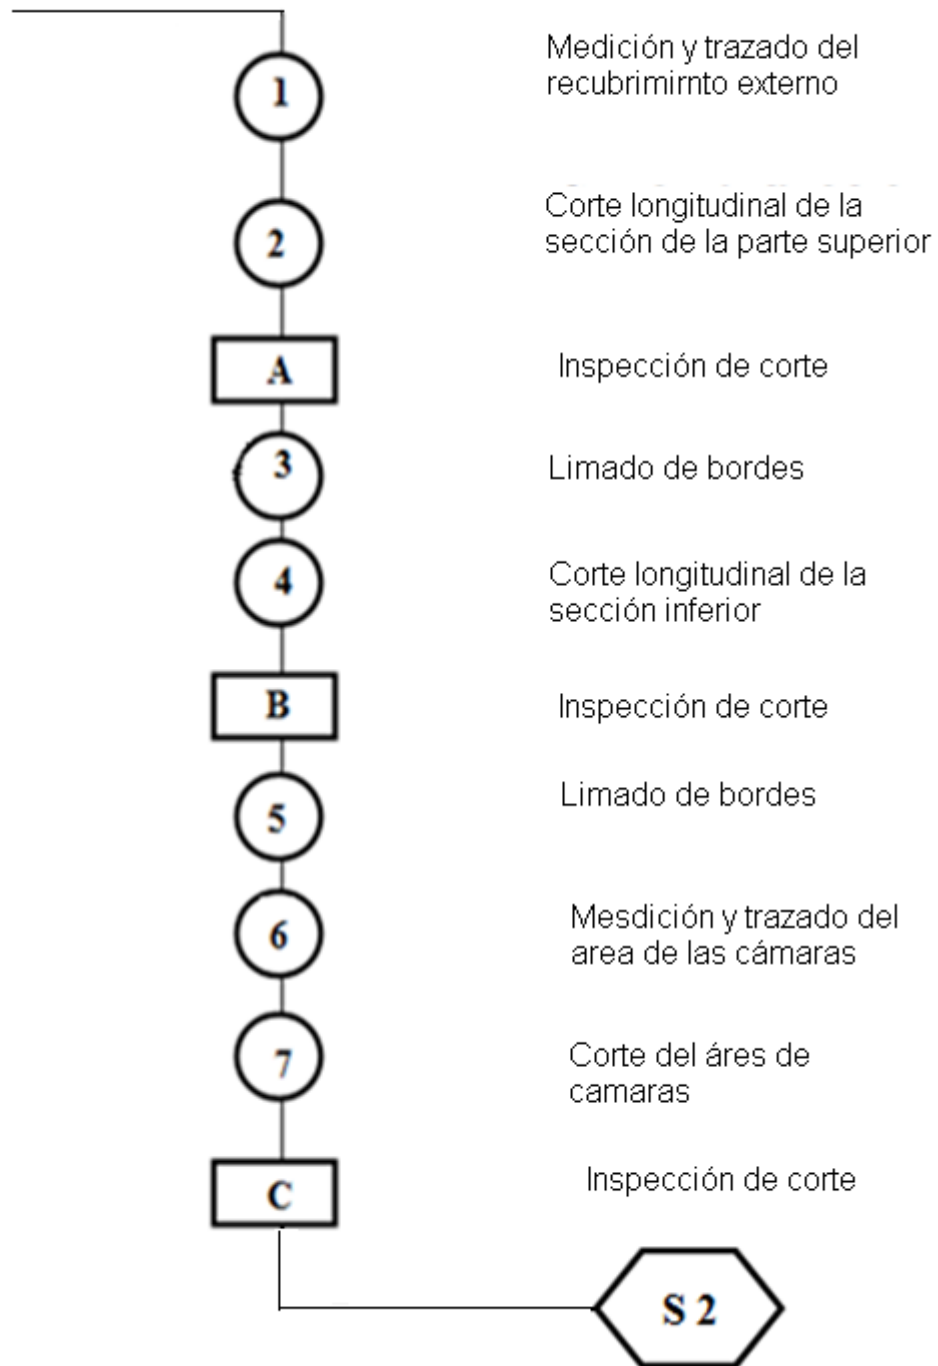 1
Medición y trazado del
recubrimirnto externo
2
Corte longitudinal de la
sección de la parte superior
A
Inspección de corte
3
Limado de bordes
4
Corte longitudinal de la
sección inferior
B
Inspección de corte
5
Limado de bordes
6
Mesdición y trazado del
area de las cámaras
7
Corte del áres de
camaras
C
Inspección de corte
S 2